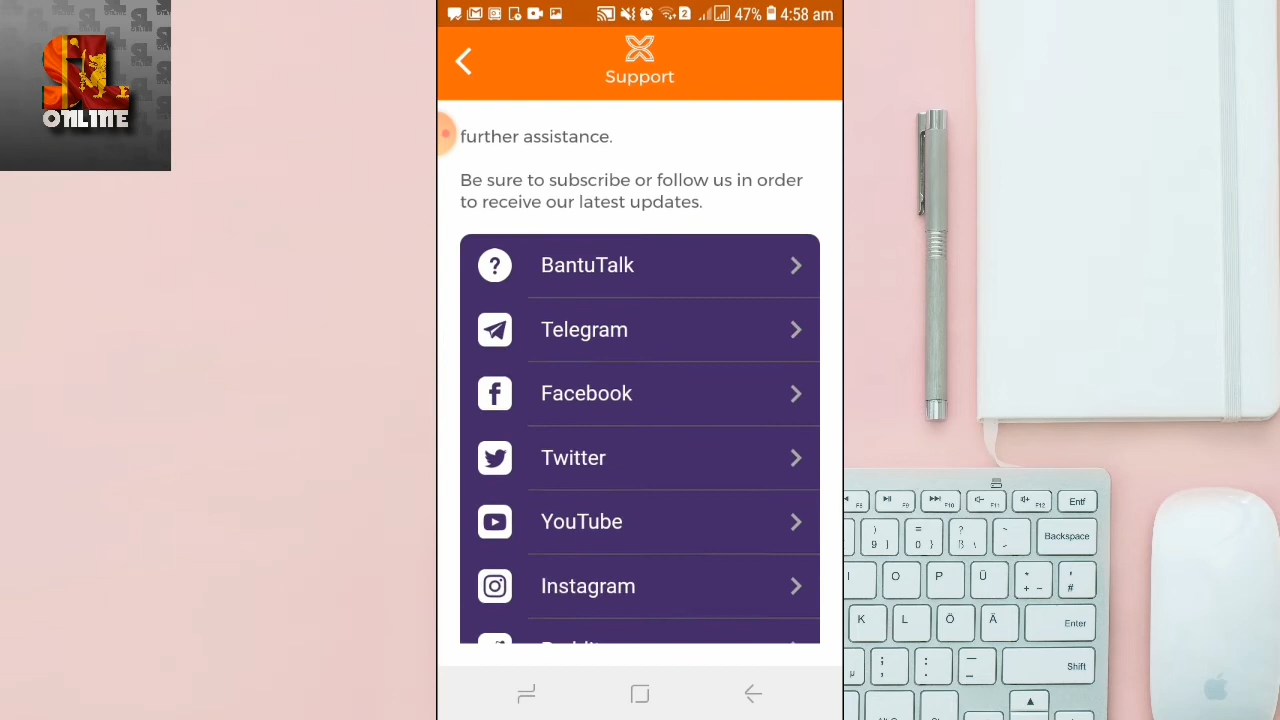 SL
ONLINE
47% 4:58 am
Support
further assistance.
Be sure to subscribe or follow us in order
to receive our latest updates.
BantuTalk
Telegram
Facebook
Twitter
YouTube
Instagram
Reddit
Entf
Backspace
Enter
Shift
I O P Ü
K L Ö Ä